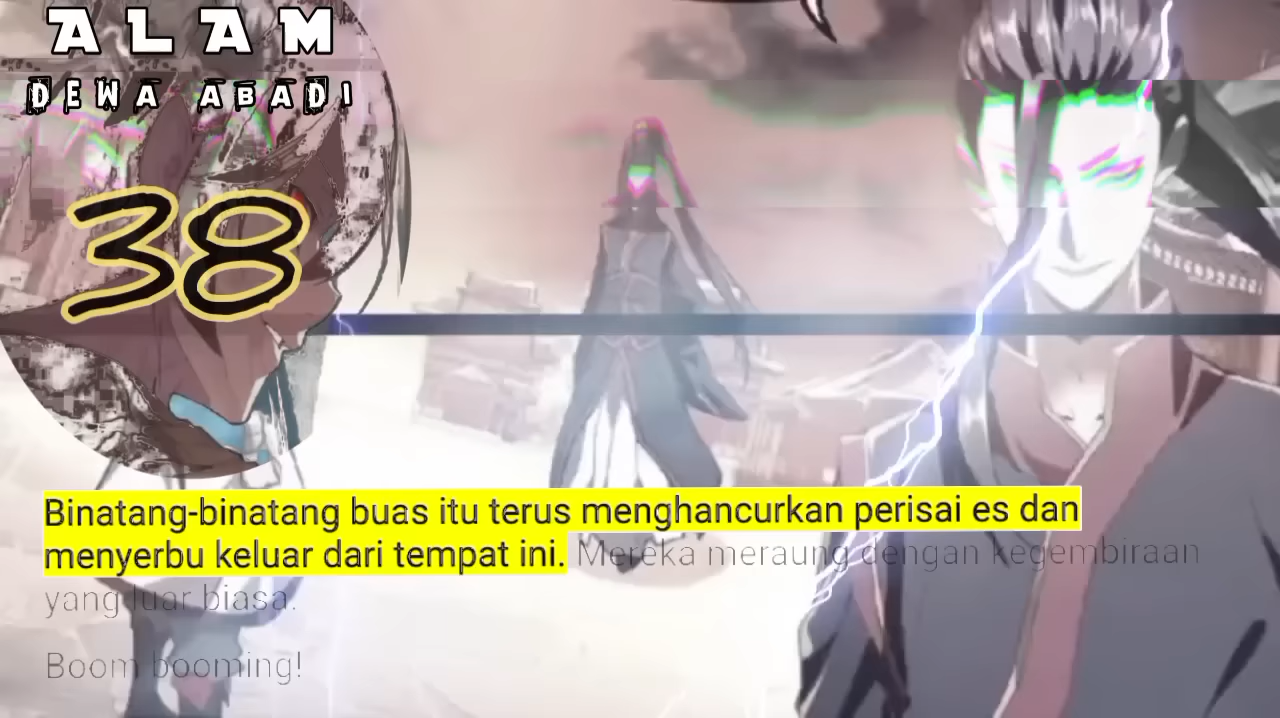 ALAM
DEWA ABADI
38
Binatang-binatang buas itu terus menghancurkan perisai es dan
menyerbu keluar dari tempat ini. Mereka meraung dengan kegembiraan
yang luar biasa.
Boom booming!